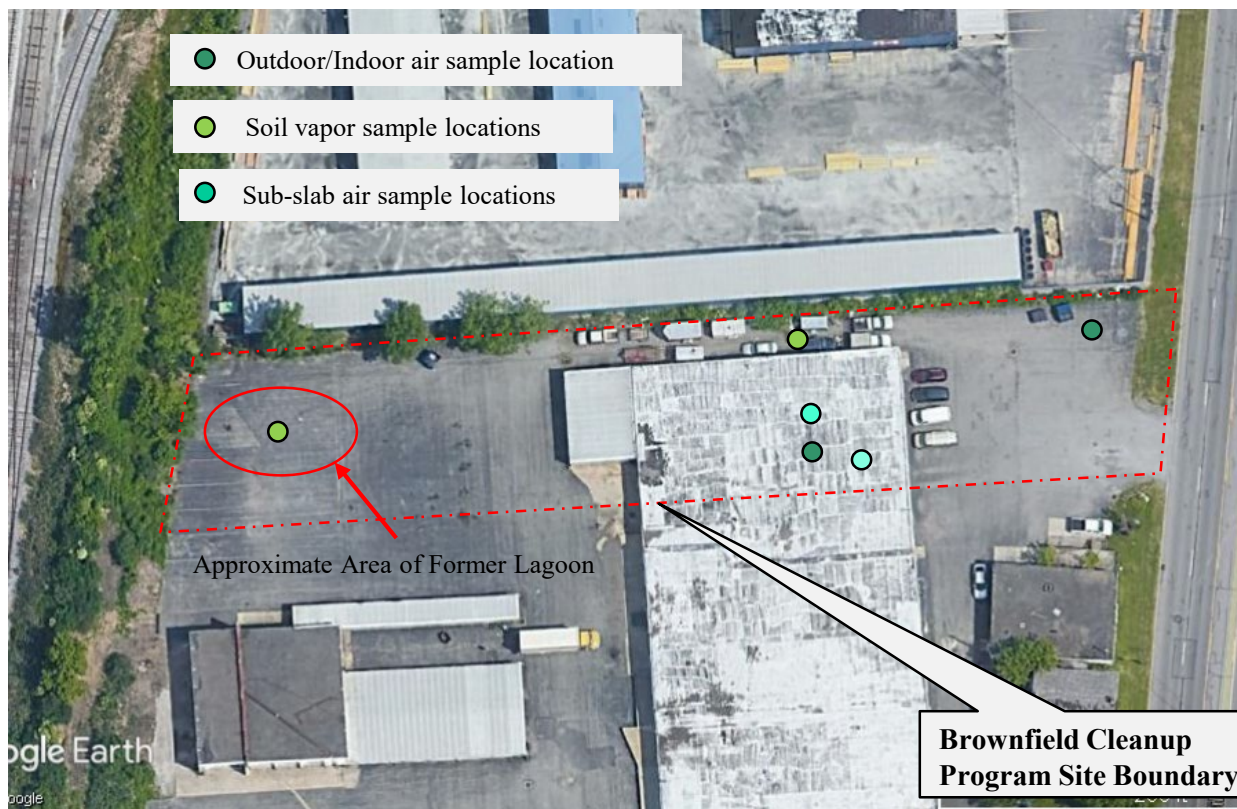 Outdoor/Indoor air sample location
Soil vapor sample locations
Sub-slab air sample locations
Approximate Area of Former Lagoon
Brownfield Cleanup
Program Site Boundary
ogle Earth
oogle